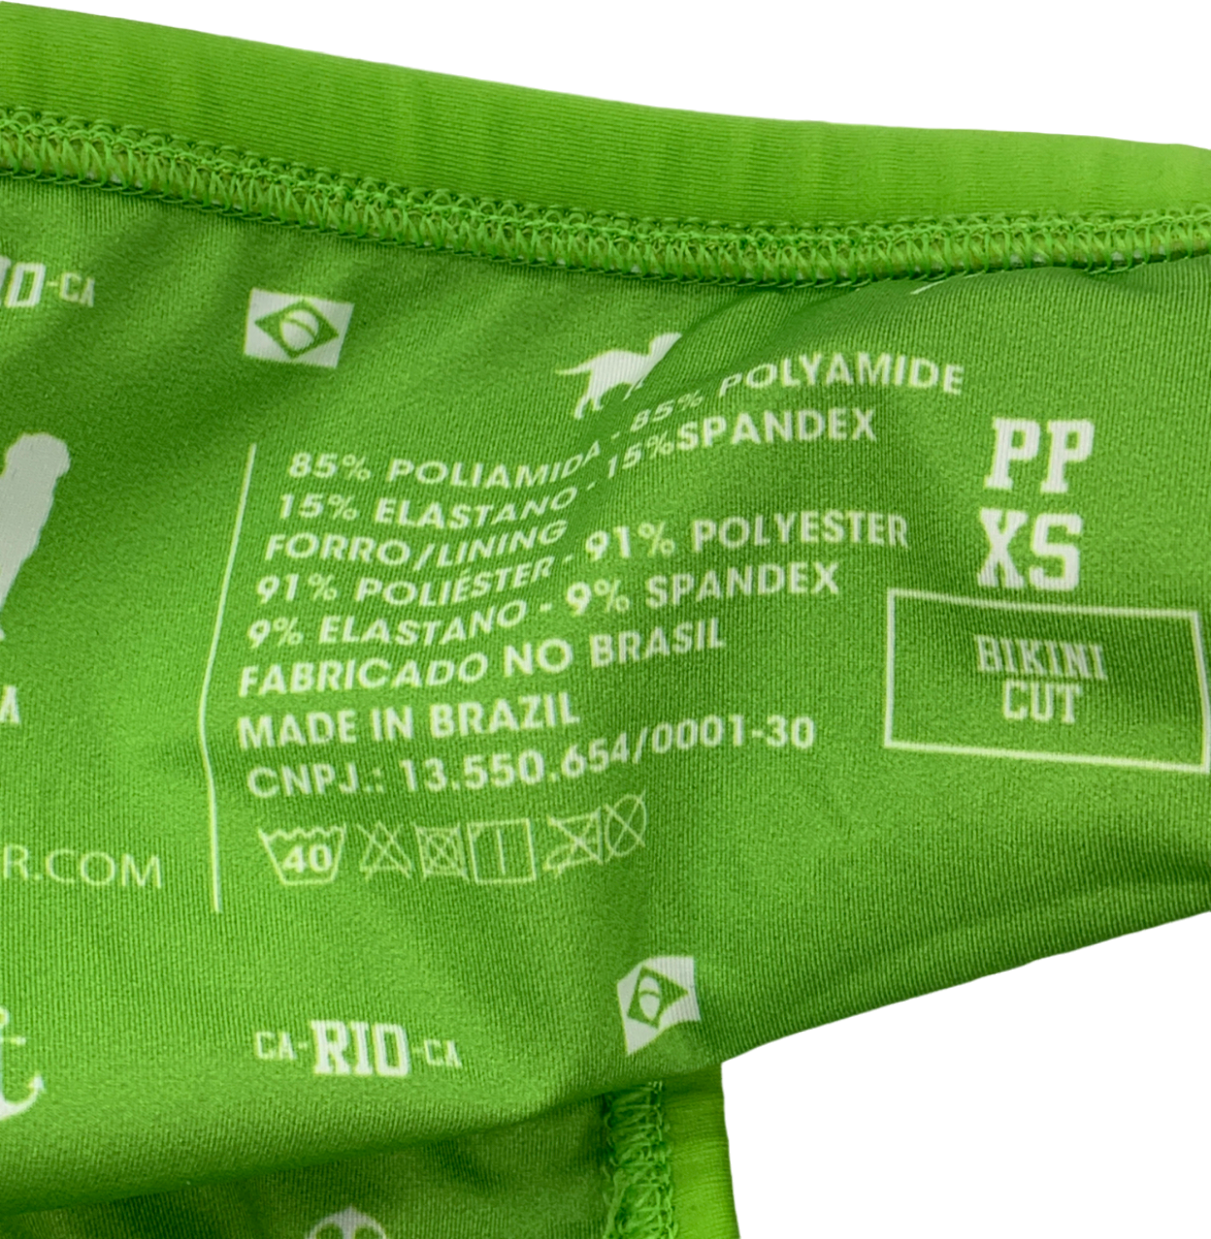 IO-CA
85% POLIAMIDA - 85% POLYAMIDE
15% ELASTANO - 15%SPANDEX
FORRO/LINING
91% POLIÉSTER - 91% POLYESTER
9% ELASTANO - 9% SPANDEX
FABRICADO NO BRASIL
MADE IN BRAZIL
CNPJ.: 13.550.654/0001-30
40
PP
XS
BIKINI
CUT
A
R.COM
CA-RIO-CA